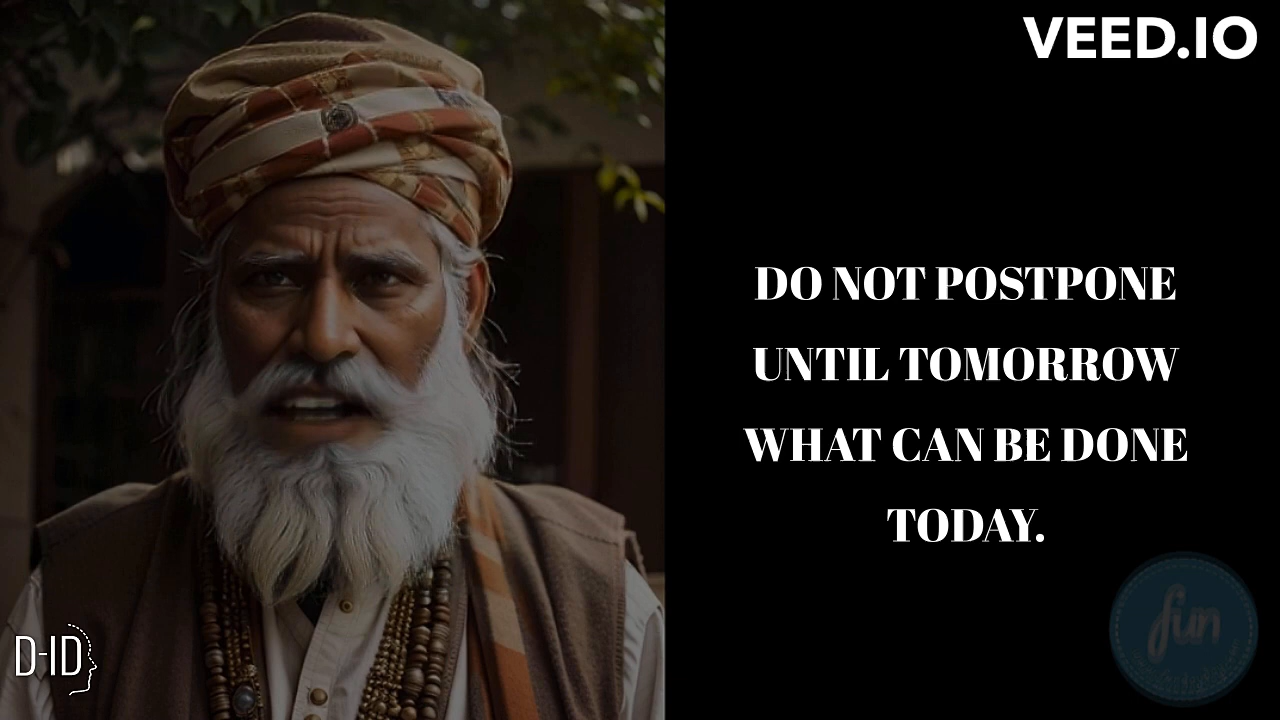 VEED.IO
DO NOT POSTPONE
UNTIL TOMORROW
WHAT CAN BE DONE
TODAY.
D-ID
fun